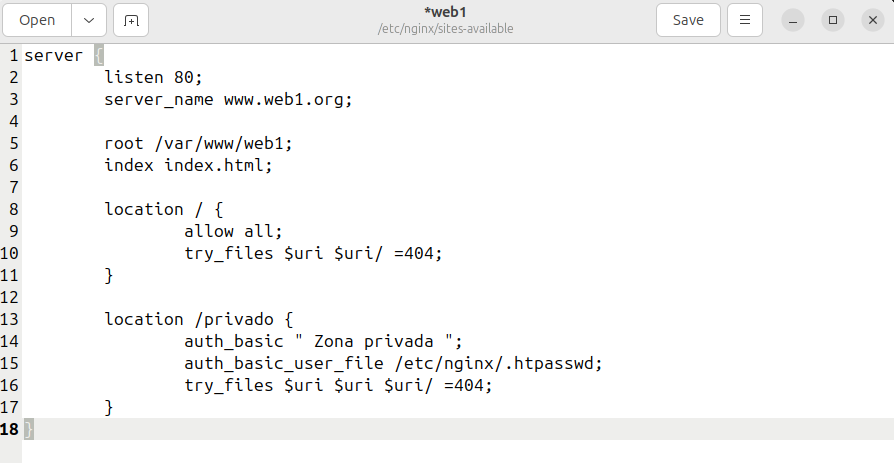 Open
*web1
/etc/nginx/sites-available
Save
1 server {
2 listen 80;
3 server_name www.web1.org;
4
5 root /var/www/web1;
6 index index.html;
7
8 location / {
9 allow all;
10 try_files $uri $uri/ =404;
11 }
12
13 location /privado {
14 auth_basic " Zona privada ";
15 auth_basic_user_file /etc/nginx/.htpasswd;
16 try_files $uri $uri $uri/ =404;
17 }
18 }